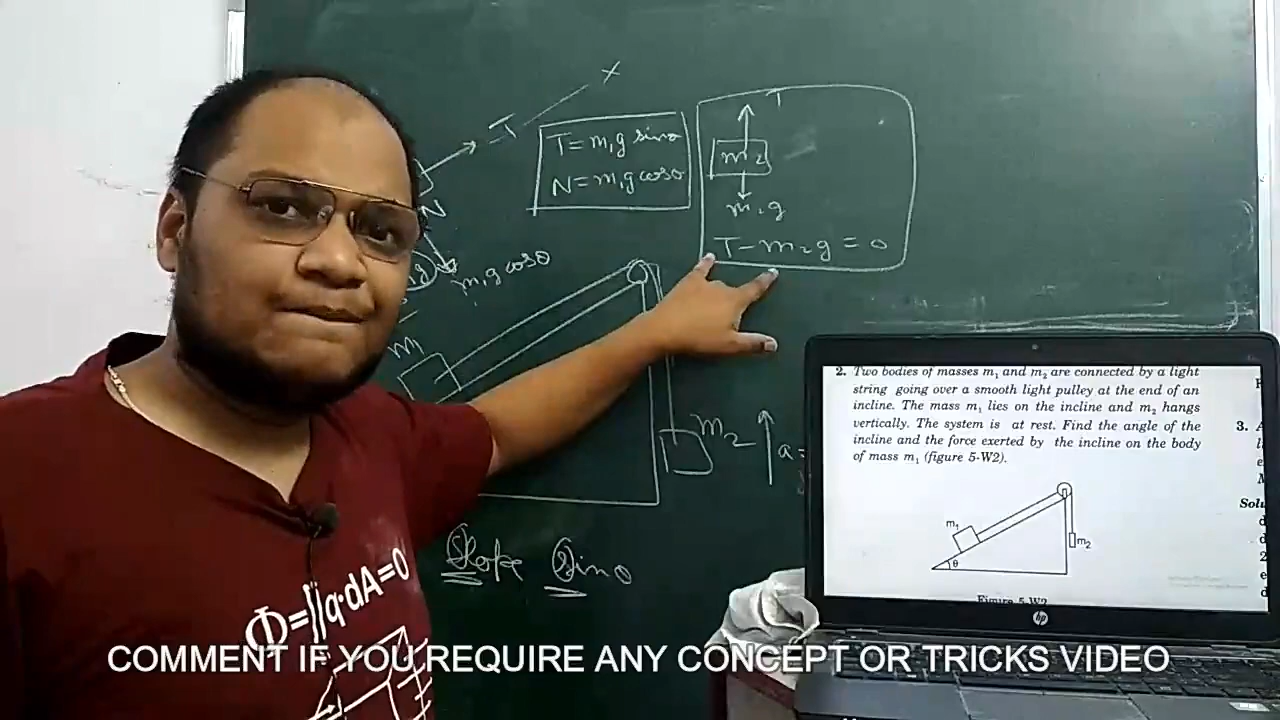 X
T
T = m₁g sinθ
N = m₁g cosθ
N
m₁g cosθ
T
m₂
m₂g
T - m₂g = 0
m₁
m₂
a =
Slope Sinθ
Φ=∫∫q·dA=0
2. Two bodies of masses m₁ and m₂ are connected by a light
string going over a smooth light pulley at the end of an
incline. The mass m₁ lies on the incline and m₂ hangs
vertically. The system is at rest. Find the angle of the
incline and the force exerted by the incline on the body
of mass m₁ (figure 5-W2).
m₁
m₂
θ
Figure 5-W2
3.
Solu
hp
COMMENT IF YOU REQUIRE ANY CONCEPT OR TRICKS VIDEO